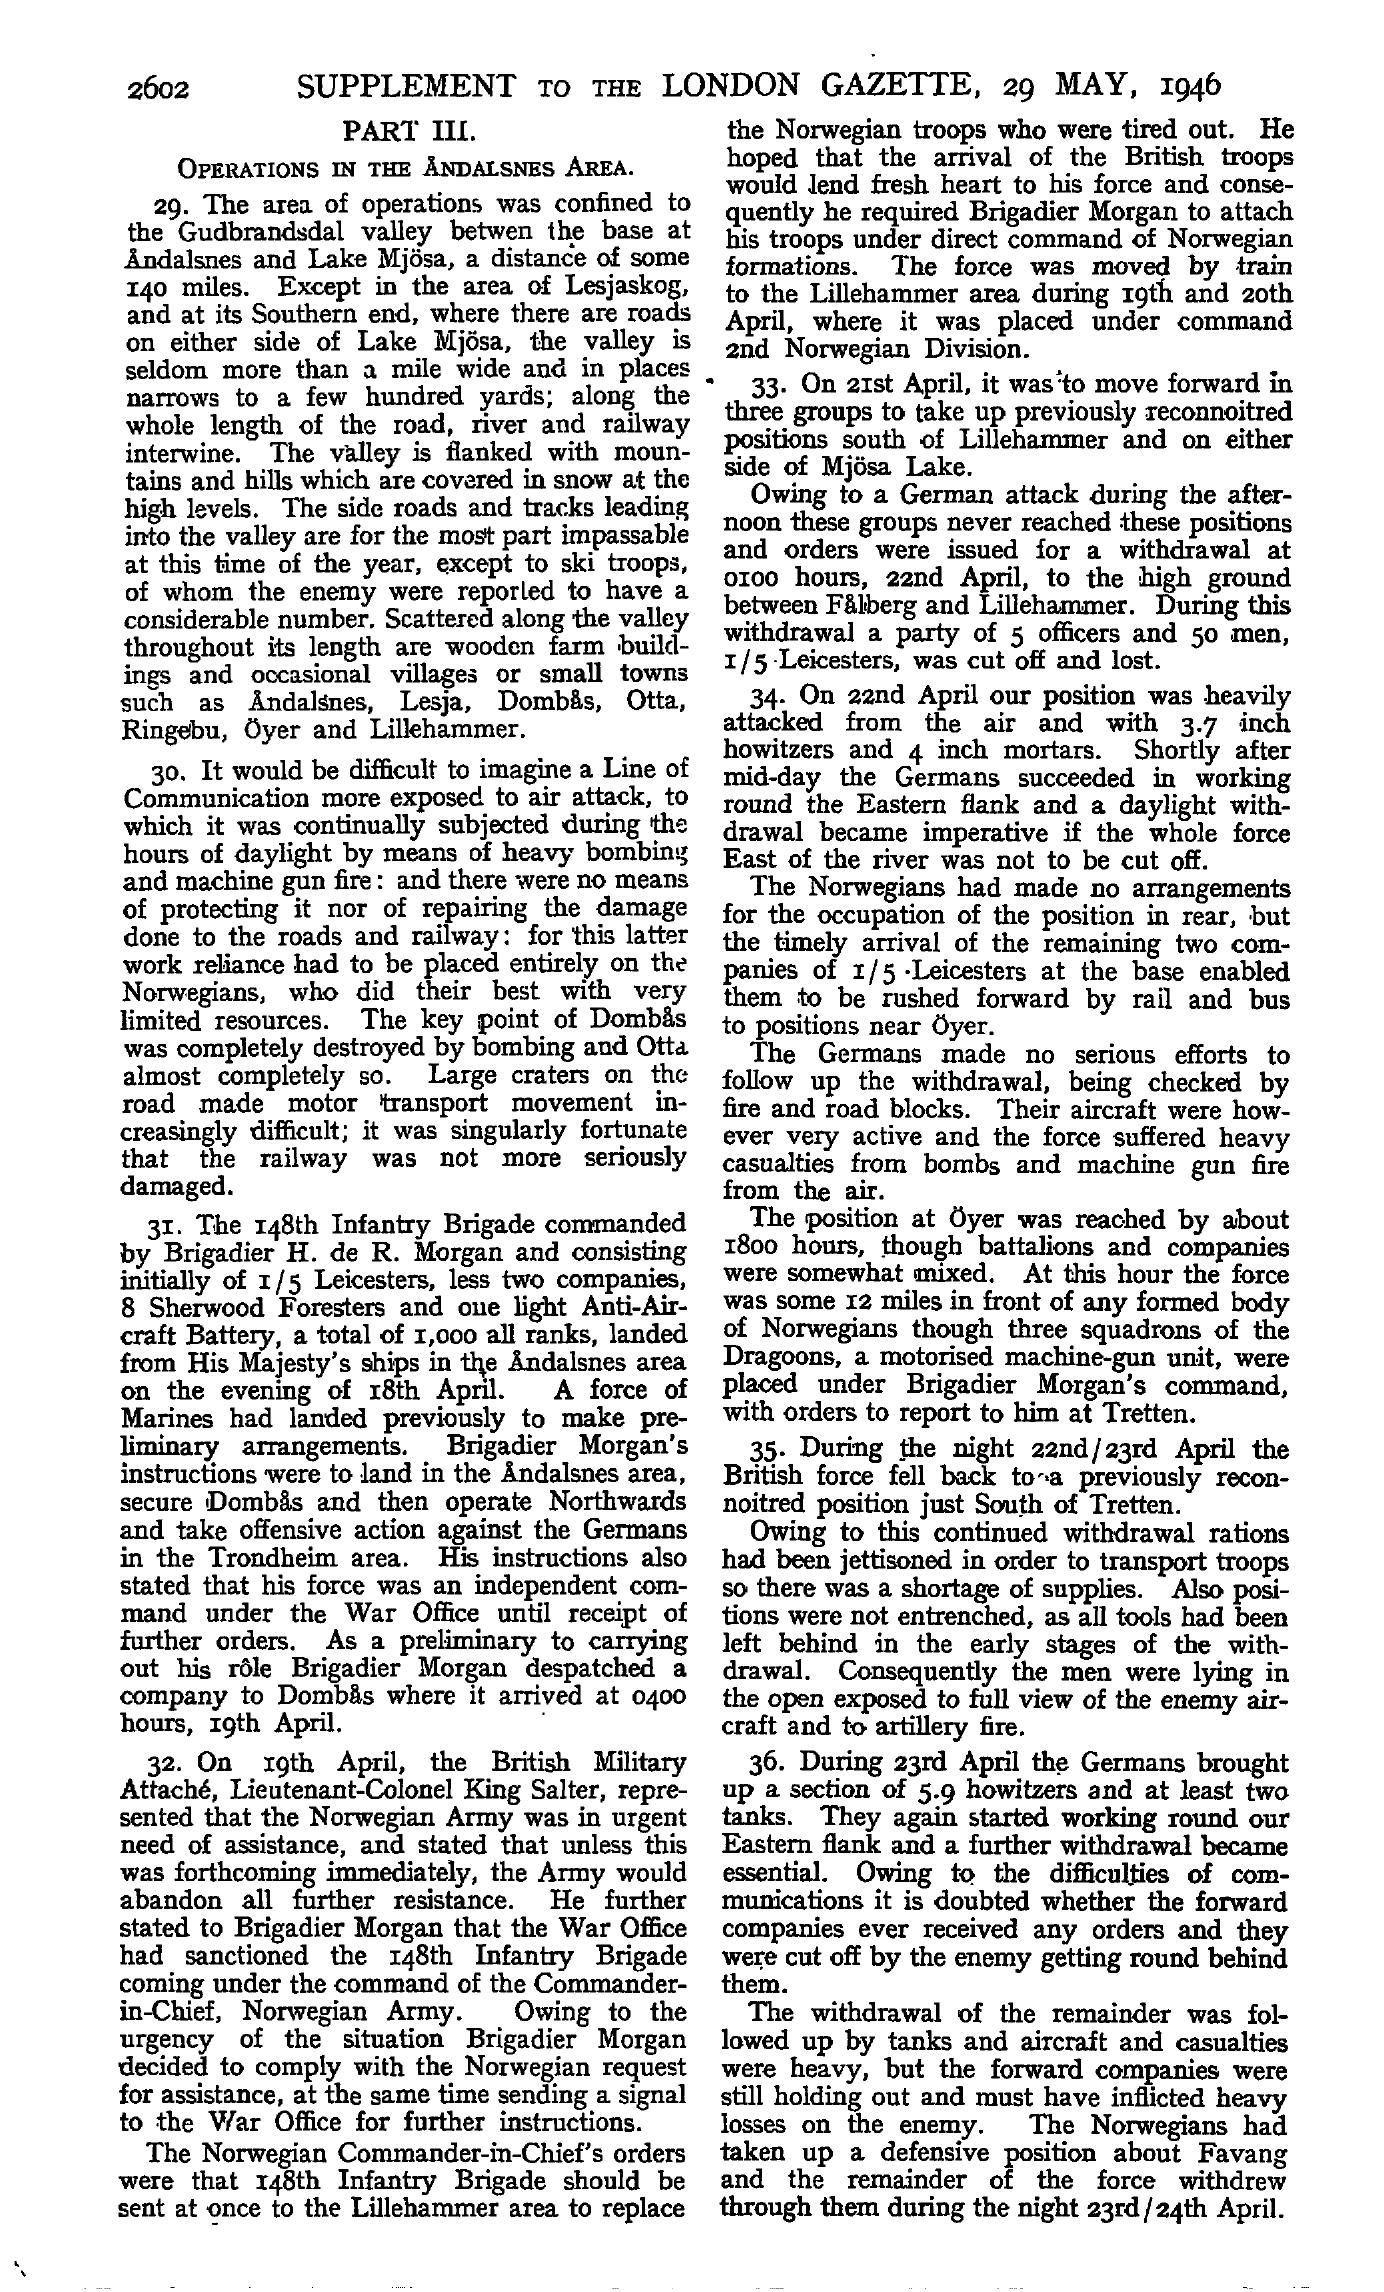 2602 SUPPLEMENT TO THE LONDON GAZETTE, 29 MAY, 1946
PART III.
OPERATIONS IN THE ÅNDALSNES AREA.
29. The area of operations was confined to
the Gudbrandsdal valley betwen the base at
Åndalsnes and Lake Mjösa, a distance of some
140 miles. Except in the area of Lesjaskog,
and at its Southern end, where there are roads
on either side of Lake Mjösa, the valley is
seldom more than a mile wide and in places
narrows to a few hundred yards; along the
whole length of the road, river and railway
interwine. The valley is flanked with moun-
tains and hills which are covered in snow at the
high levels. The side roads and tracks leading
into the valley are for the most part impassable
at this time of the year, except to ski troops,
of whom the enemy were reported to have a
considerable number. Scattered along the valley
throughout its length are wooden farm build-
ings and occasional villages or small towns
such as Åndalsnes, Lesja, Dombås, Otta,
Ringebu, Öyer and Lillehammer.
30. It would be difficult to imagine a Line of
Communication more exposed to air attack, to
which it was continually subjected during the
hours of daylight by means of heavy bombing
and machine gun fire: and there were no means
of protecting it nor of repairing the damage
done to the roads and railway: for this latter
work reliance had to be placed entirely on the
Norwegians, who did their best with very
limited resources. The key point of Dombås
was completely destroyed by bombing and Otta
almost completely so. Large craters on the
road made motor transport movement in-
creasingly difficult; it was singularly fortunate
that the railway was not more seriously
damaged.
31. The 148th Infantry Brigade commanded
by Brigadier H. de R. Morgan and consisting
initially of 1/5 Leicesters, less two companies,
8 Sherwood Foresters and one light Anti-Air-
craft Battery, a total of 1,000 all ranks, landed
from His Majesty's ships in the Åndalsnes area
on the evening of 18th April. A force of
Marines had landed previously to make pre-
liminary arrangements. Brigadier Morgan's
instructions were to land in the Åndalsnes area,
secure Dombås and then operate Northwards
and take offensive action against the Germans
in the Trondheim area. His instructions also
stated that his force was an independent com-
mand under the War Office until receipt of
further orders. As a preliminary to carrying
out his rôle Brigadier Morgan despatched a
company to Dombås where it arrived at 0400
hours, 19th April.
32. On 19th April, the British Military
Attaché, Lieutenant-Colonel King Salter, repre-
sented that the Norwegian Army was in urgent
need of assistance, and stated that unless this
was forthcoming immediately, the Army would
abandon all further resistance. He further
stated to Brigadier Morgan that the War Office
had sanctioned the 148th Infantry Brigade
coming under the command of the Commander-
in-Chief, Norwegian Army. Owing to the
urgency of the situation Brigadier Morgan
decided to comply with the Norwegian request
for assistance, at the same time sending a signal
to the War Office for further instructions.
The Norwegian Commander-in-Chief's orders
were that 148th Infantry Brigade should be
sent at once to the Lillehammer area to replace
the Norwegian troops who were tired out. He
hoped that the arrival of the British troops
would lend fresh heart to his force and conse-
quently he required Brigadier Morgan to attach
his troops under direct command of Norwegian
formations. The force was moved by train
to the Lillehammer area during 19th and 20th
April, where it was placed under command
2nd Norwegian Division.
33. On 21st April, it was to move forward in
three groups to take up previously reconnoitred
positions south of Lillehammer and on either
side of Mjösa Lake.
Owing to a German attack during the after-
noon these groups never reached these positions
and orders were issued for a withdrawal at
0100 hours, 22nd April, to the high ground
between Fålberg and Lillehammer. During this
withdrawal a party of 5 officers and 50 men,
1/5 Leicesters, was cut off and lost.
34. On 22nd April our position was heavily
attacked from the air and with 3.7 inch
howitzers and 4 inch mortars. Shortly after
mid-day the Germans succeeded in working
round the Eastern flank and a daylight with-
drawal became imperative if the whole force
East of the river was not to be cut off.
The Norwegians had made no arrangements
for the occupation of the position in rear, but
the timely arrival of the remaining two com-
panies of 1/5 Leicesters at the base enabled
them to be rushed forward by rail and bus
to positions near Öyer.
The Germans made no serious efforts to
follow up the withdrawal, being checked by
fire and road blocks. Their aircraft were how-
ever very active and the force suffered heavy
casualties from bombs and machine gun fire
from the air.
The position at Öyer was reached by about
1800 hours, though battalions and companies
were somewhat mixed. At this hour the force
was some 12 miles in front of any formed body
of Norwegians though three squadrons of the
Dragoons, a motorised machine-gun unit, were
placed under Brigadier Morgan's command,
with orders to report to him at Tretten.
35. During the night 22nd/23rd April the
British force fell back to a previously recon-
noitred position just South of Tretten.
Owing to this continued withdrawal rations
had been jettisoned in order to transport troops
so there was a shortage of supplies. Also posi-
tions were not entrenched, as all tools had been
left behind in the early stages of the with-
drawal. Consequently the men were lying in
the open exposed to full view of the enemy air-
craft and to artillery fire.
36. During 23rd April the Germans brought
up a section of 5.9 howitzers and at least two
tanks. They again started working round our
Eastern flank and a further withdrawal became
essential. Owing to the difficulties of com-
munications it is doubted whether the forward
companies ever received any orders and they
were cut off by the enemy getting round behind
them.
The withdrawal of the remainder was fol-
lowed up by tanks and aircraft and casualties
were heavy, but the forward companies were
still holding out and must have inflicted heavy
losses on the enemy. The Norwegians had
taken up a defensive position about Favang
and the remainder of the force withdrew
through them during the night 23rd/24th April.